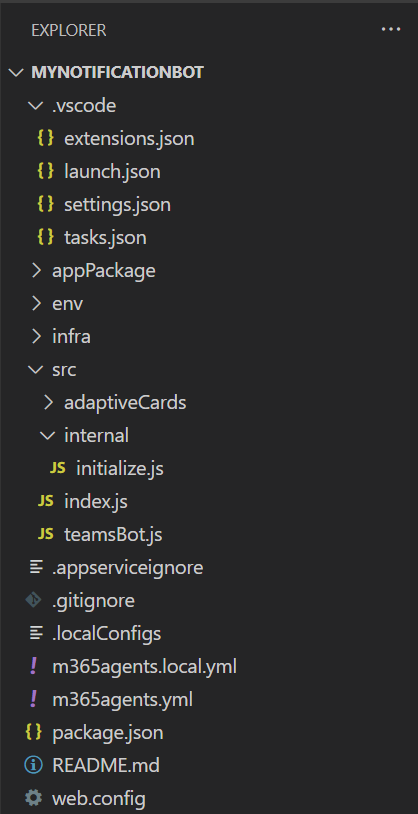 EXPLORER ...
MYNOTIFICATIONBOT
.vscode
{} extensions.json
{} launch.json
{} settings.json
{} tasks.json
appPackage
env
infra
src
adaptiveCards
internal
JS initialize.js
JS index.js
JS teamsBot.js
.appserviceignore
.gitignore
.localConfigs
! m365agents.local.yml
! m365agents.yml
{} package.json
README.md
web.config